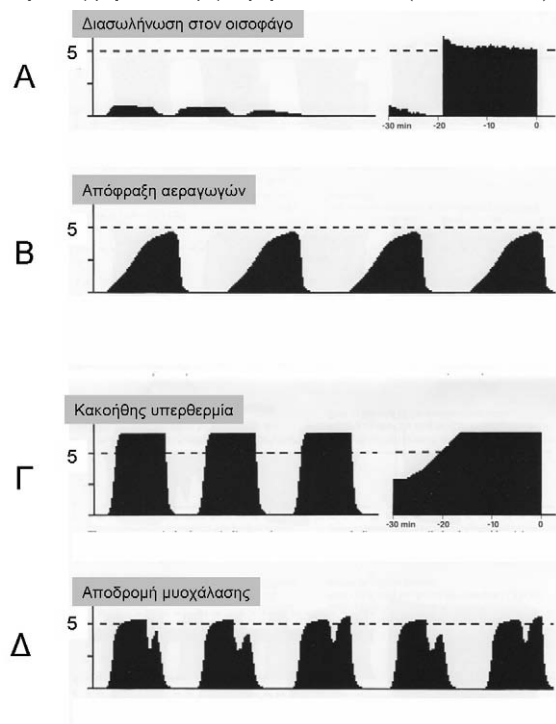 Διασωλήνωση στον οισοφάγο
5
Α
-30 min -20 -10 0
Απόφραξη αεραγωγών
5
Β
Κακοήθης υπερθερμία
5
Γ
-30 min -20 -10 0
Αποδρομή μυοχάλασης
5
Δ